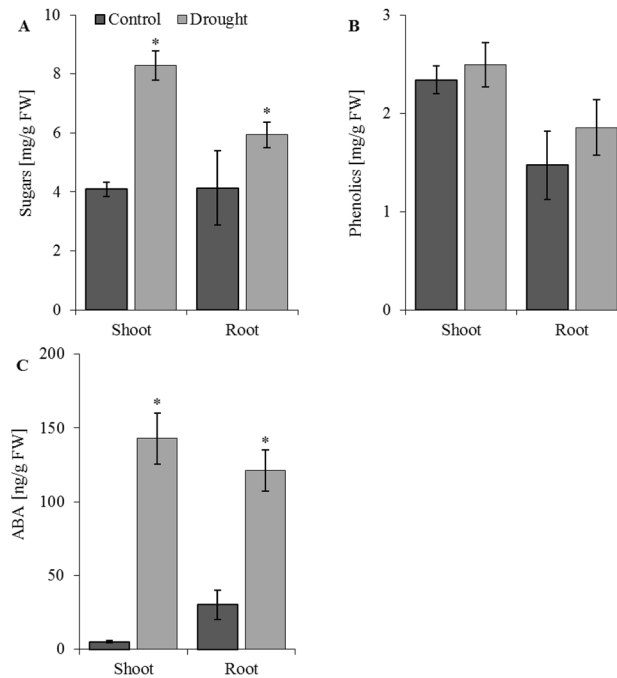 A
Control Drought
Sugars [mg/g FW]
10
8
6
4
2
0
*
*
Shoot Root
B
Phenolics [mg/g FW]
3
2
1
0
Shoot Root
C
ABA [ng/g FW]
200
150
100
50
0
*
*
Shoot Root